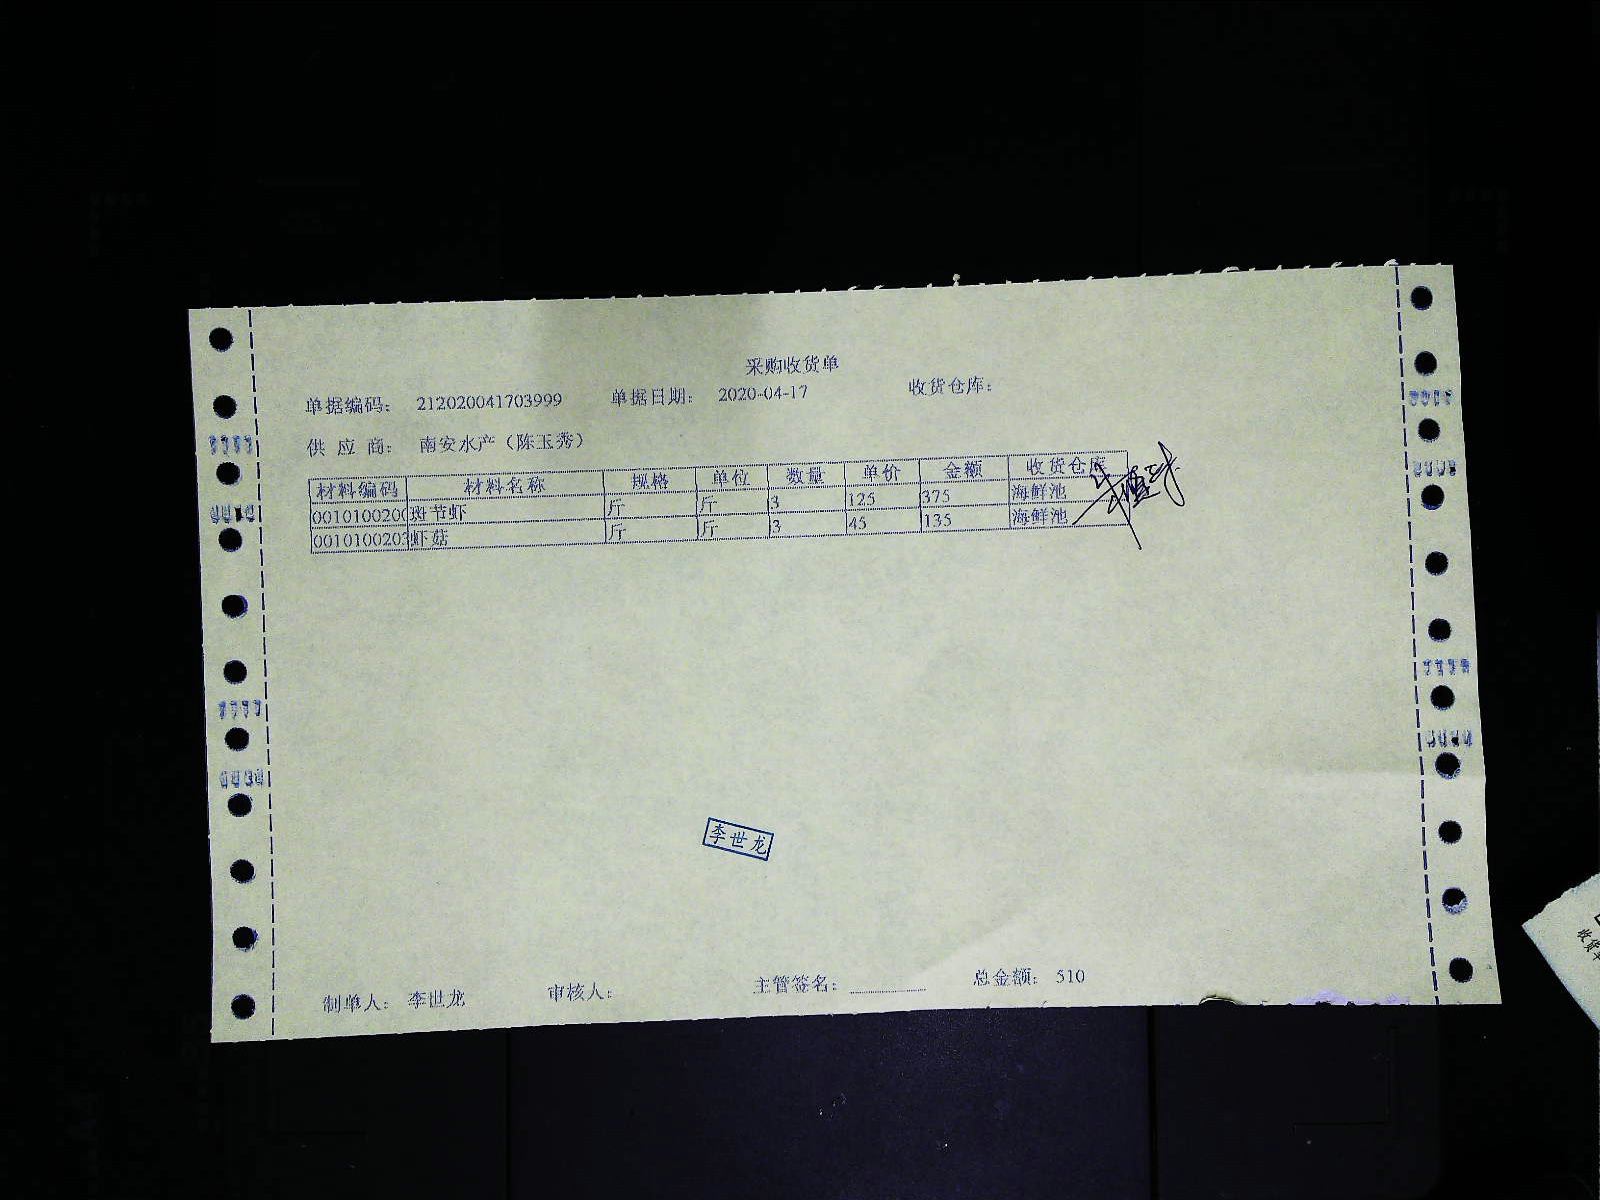 采购收货单
单据编码: 212020041703999 单据日期: 2020-04-17 收货仓库:
供 应 商: 南安水产（陈玉秀）
材料编码 材料名称 规格 单位 数量 单价 金额 收货仓库
0010100200 斑节虾 斤 斤 3 125 375 海鲜池
0010100203 虾菇 斤 斤 3 45 135 海鲜池
李世龙
制单人: 李世龙 审核人: 主管签名: 总金额: 510